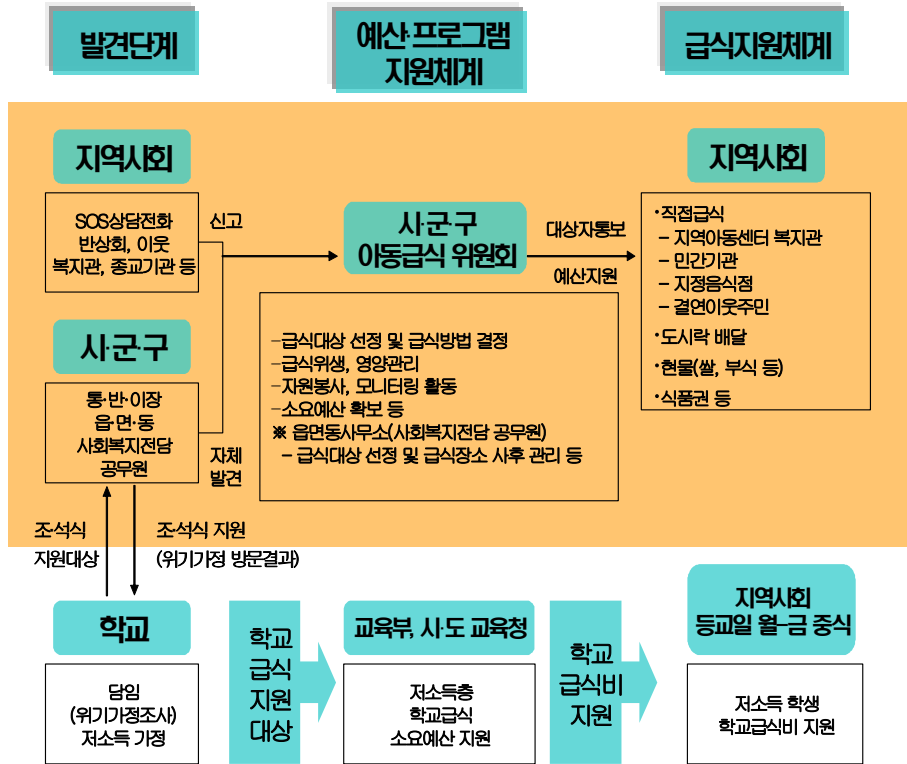 발견단계
예산·프로그램
지원체계
급식지원체계
지역사회
SOS상담전화
반상회, 이웃
복지관, 종교기관 등
신고
시·군·구
아동급식 위원회
대상자통보
예산지원
지역사회
·직접급식
– 지역아동센터 복지관
– 민간기관
– 지정음식점
– 결연이웃주민
·도시락 배달
·현물(쌀, 부식 등)
·식품권 등
시·군·구
통·반·이장
읍·면·동
사회복지전담
공무원
자체
발견
–급식대상 선정 및 급식방법 결정
–급식위생, 영양관리
–자원봉사, 모니터링 활동
–소요예산 확보 등
※ 읍면동사무소(사회복지전담 공무원)
– 급식대상 선정 및 급식장소 사후 관리 등
조·석식
지원대상
조·석식 지원
(위기가정 방문결과)
학교
담임
(위기가정조사)
저소득 가정
학교
급식
지원
대상
교육부, 시·도 교육청
저소득층
학교급식
소요예산 지원
학교
급식비
지원
지역사회
등교일 월–금 중식
저소득 학생
학교급식비 지원